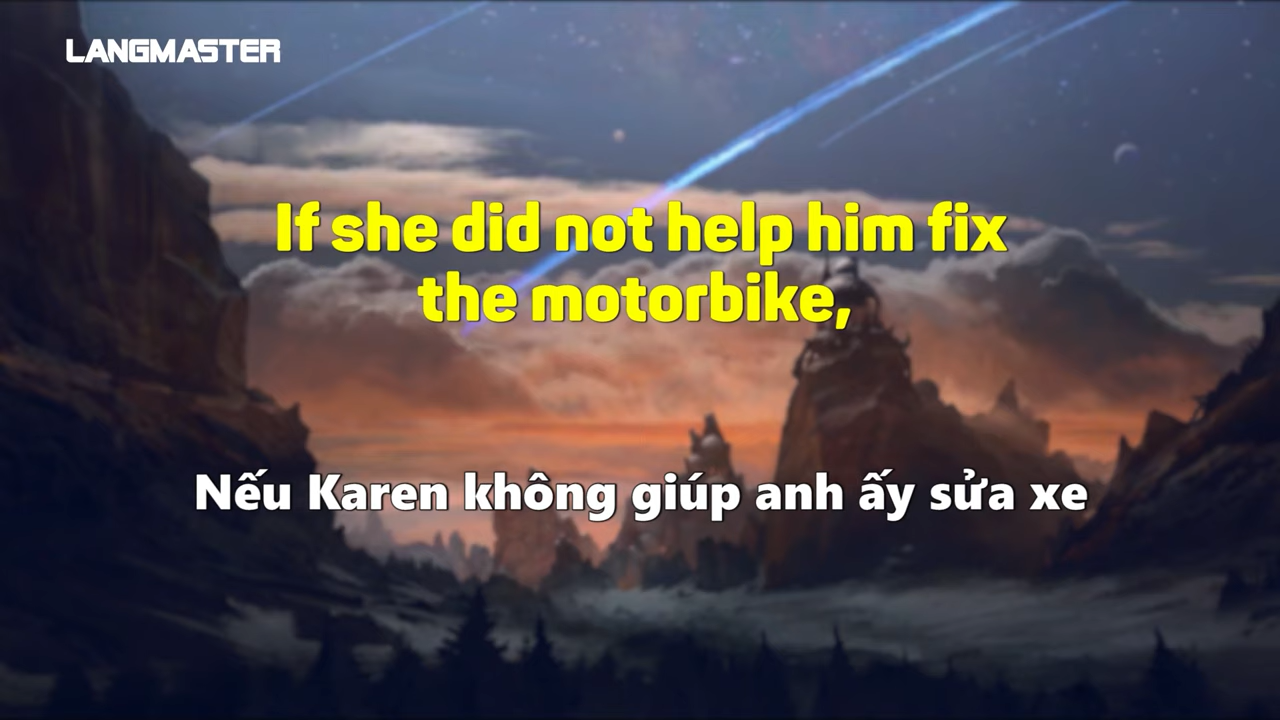 LANGMASTER
If she did not help him fix
the motorbike,
Nếu Karen không giúp anh ấy sửa xe